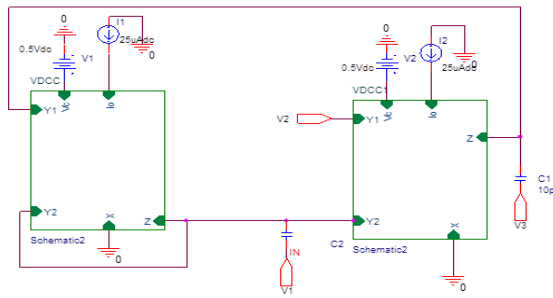 I1
25uAdc
0
0.5Vdc
V1
0
VDCC
Y1
Vc
Io
Y2
X
Z
Schematic2
0
I2
25uAdc
0
0.5Vdc
V2
0
VDCC1
V2
Y1
Vc
Io
Z
Y2
X
C2
Schematic2
0
IN
V1
C1
10p
V3